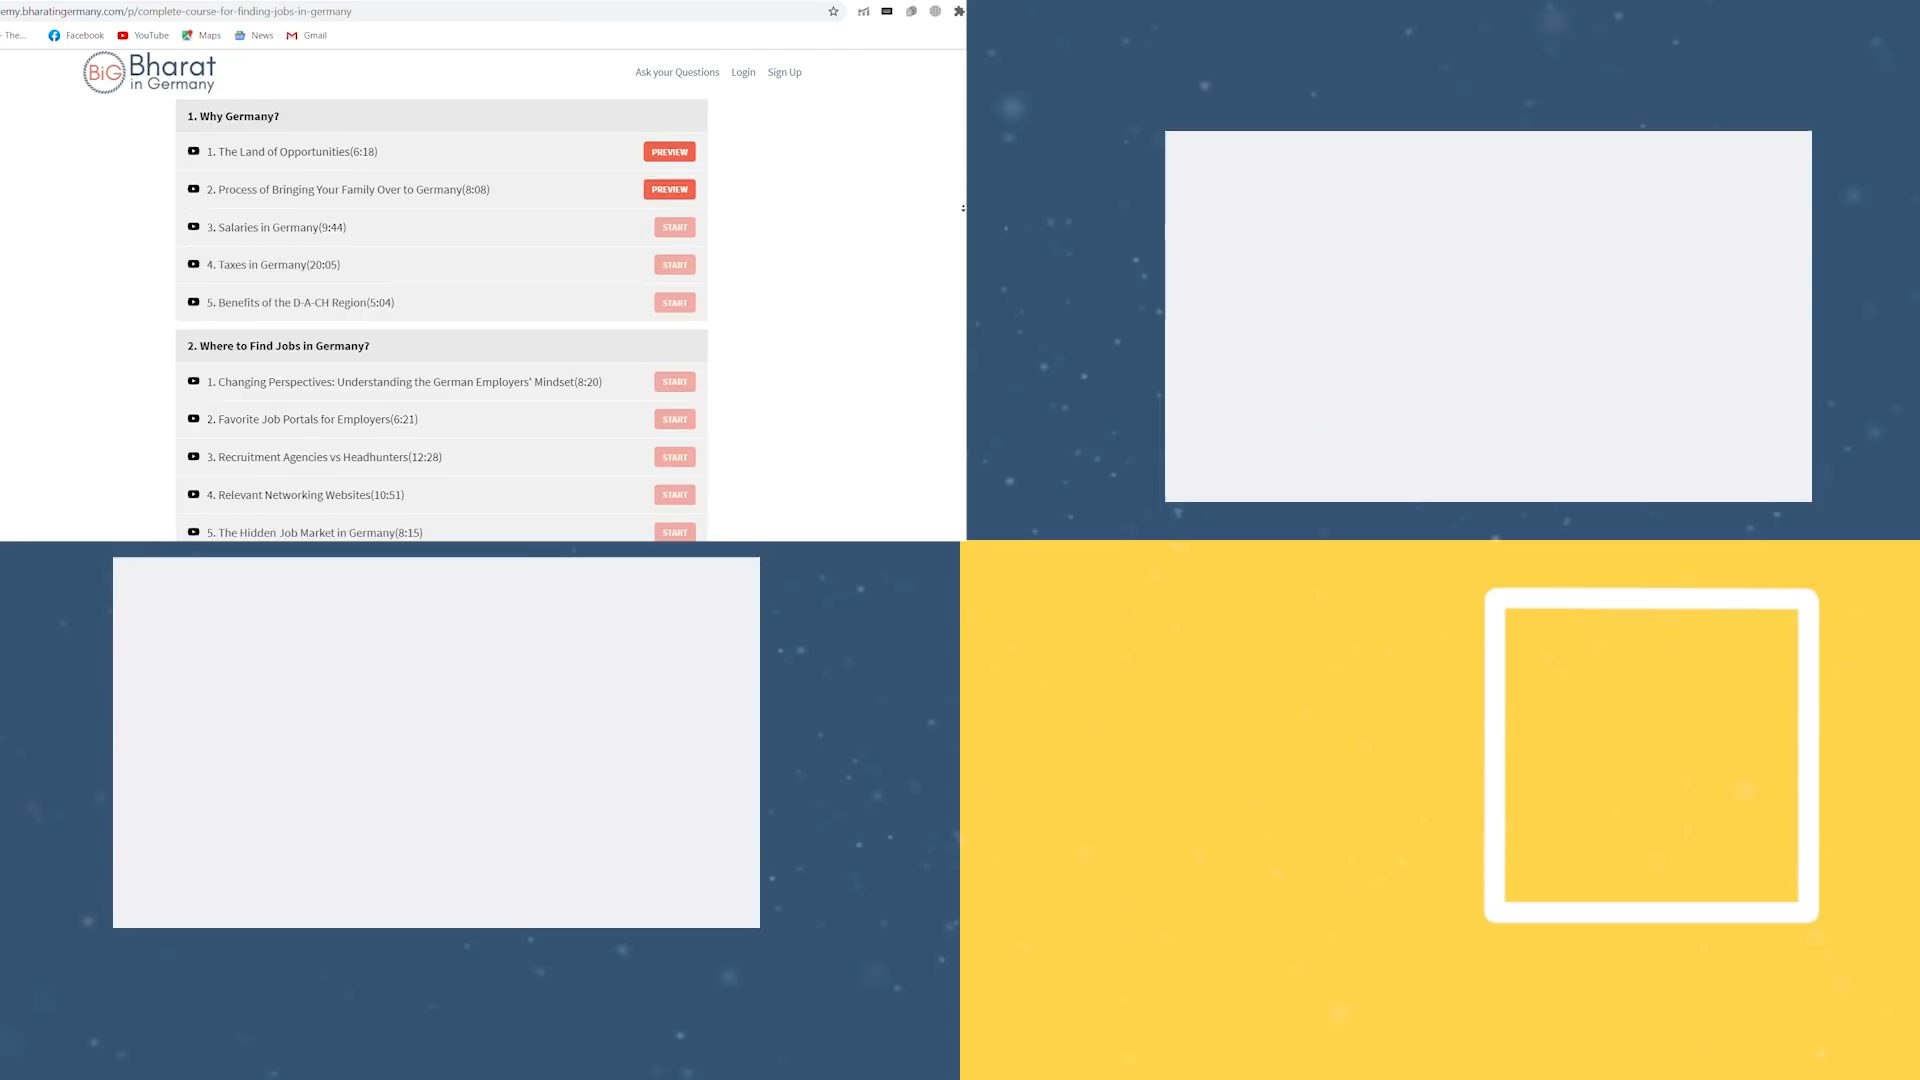 emy.bharatingermany.com/p/complete-course-for-finding-jobs-in-germany
- The... Facebook YouTube Maps News Gmail
BiG Bharat in Germany
Ask your Questions Login Sign Up
1. Why Germany?
1. The Land of Opportunities(6:18) PREVIEW
2. Process of Bringing Your Family Over to Germany(8:08) PREVIEW
3. Salaries in Germany(9:44) START
4. Taxes in Germany(20:05) START
5. Benefits of the D-A-CH Region(5:04) START
2. Where to Find Jobs in Germany?
1. Changing Perspectives: Understanding the German Employers' Mindset(8:20) START
2. Favorite Job Portals for Employers(6:21) START
3. Recruitment Agencies vs Headhunters(12:28) START
4. Relevant Networking Websites(10:51) START
5. The Hidden Job Market in Germany(8:15) START